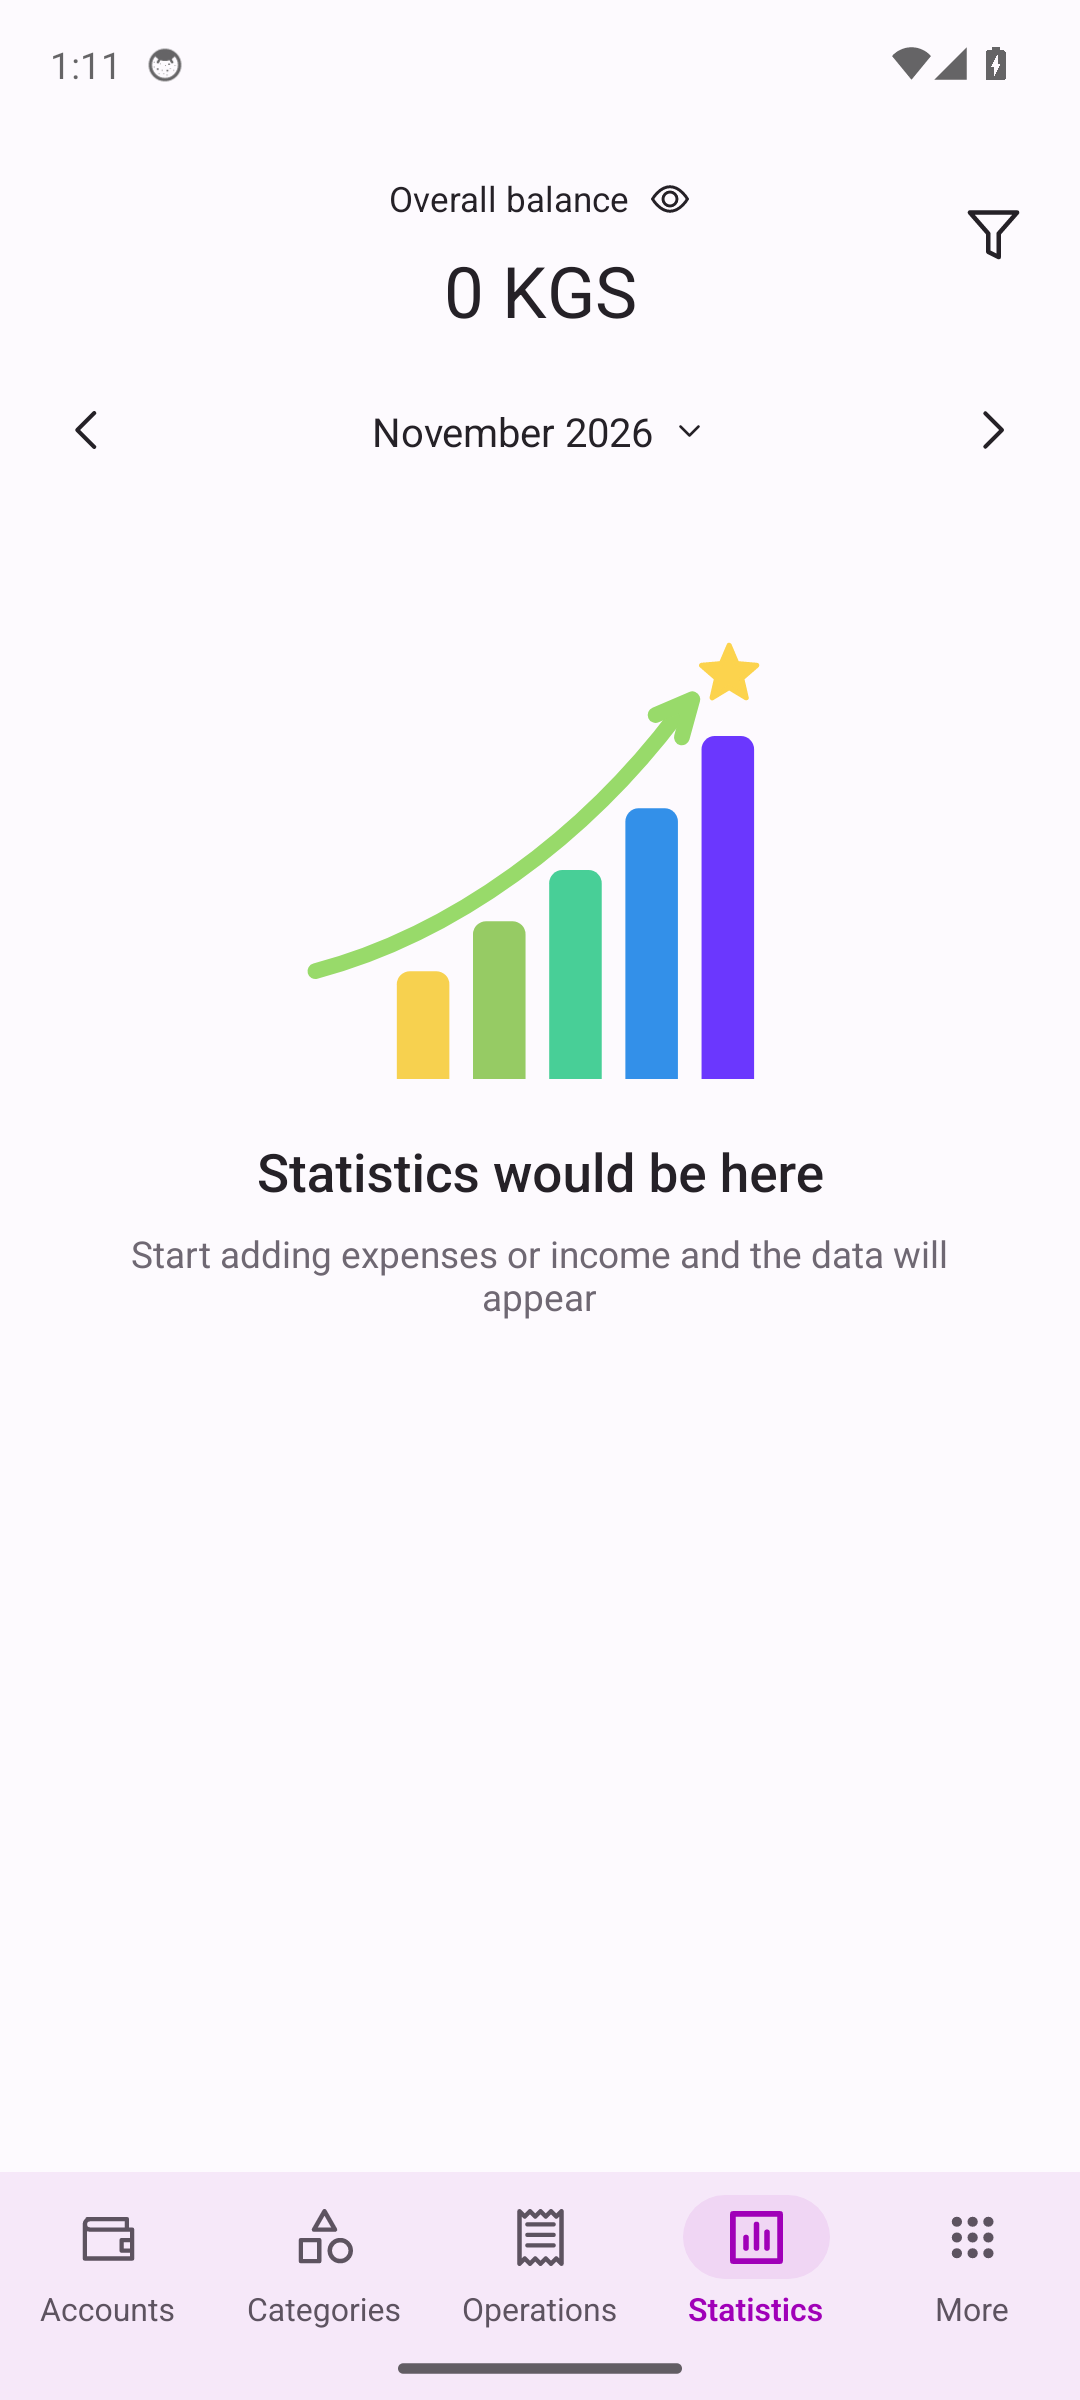 1:11
Overall balance
0 KGS
November 2026
Statistics would be here
Start adding expenses or income and the data will
appear
Accounts
Categories
Operations
Statistics
More